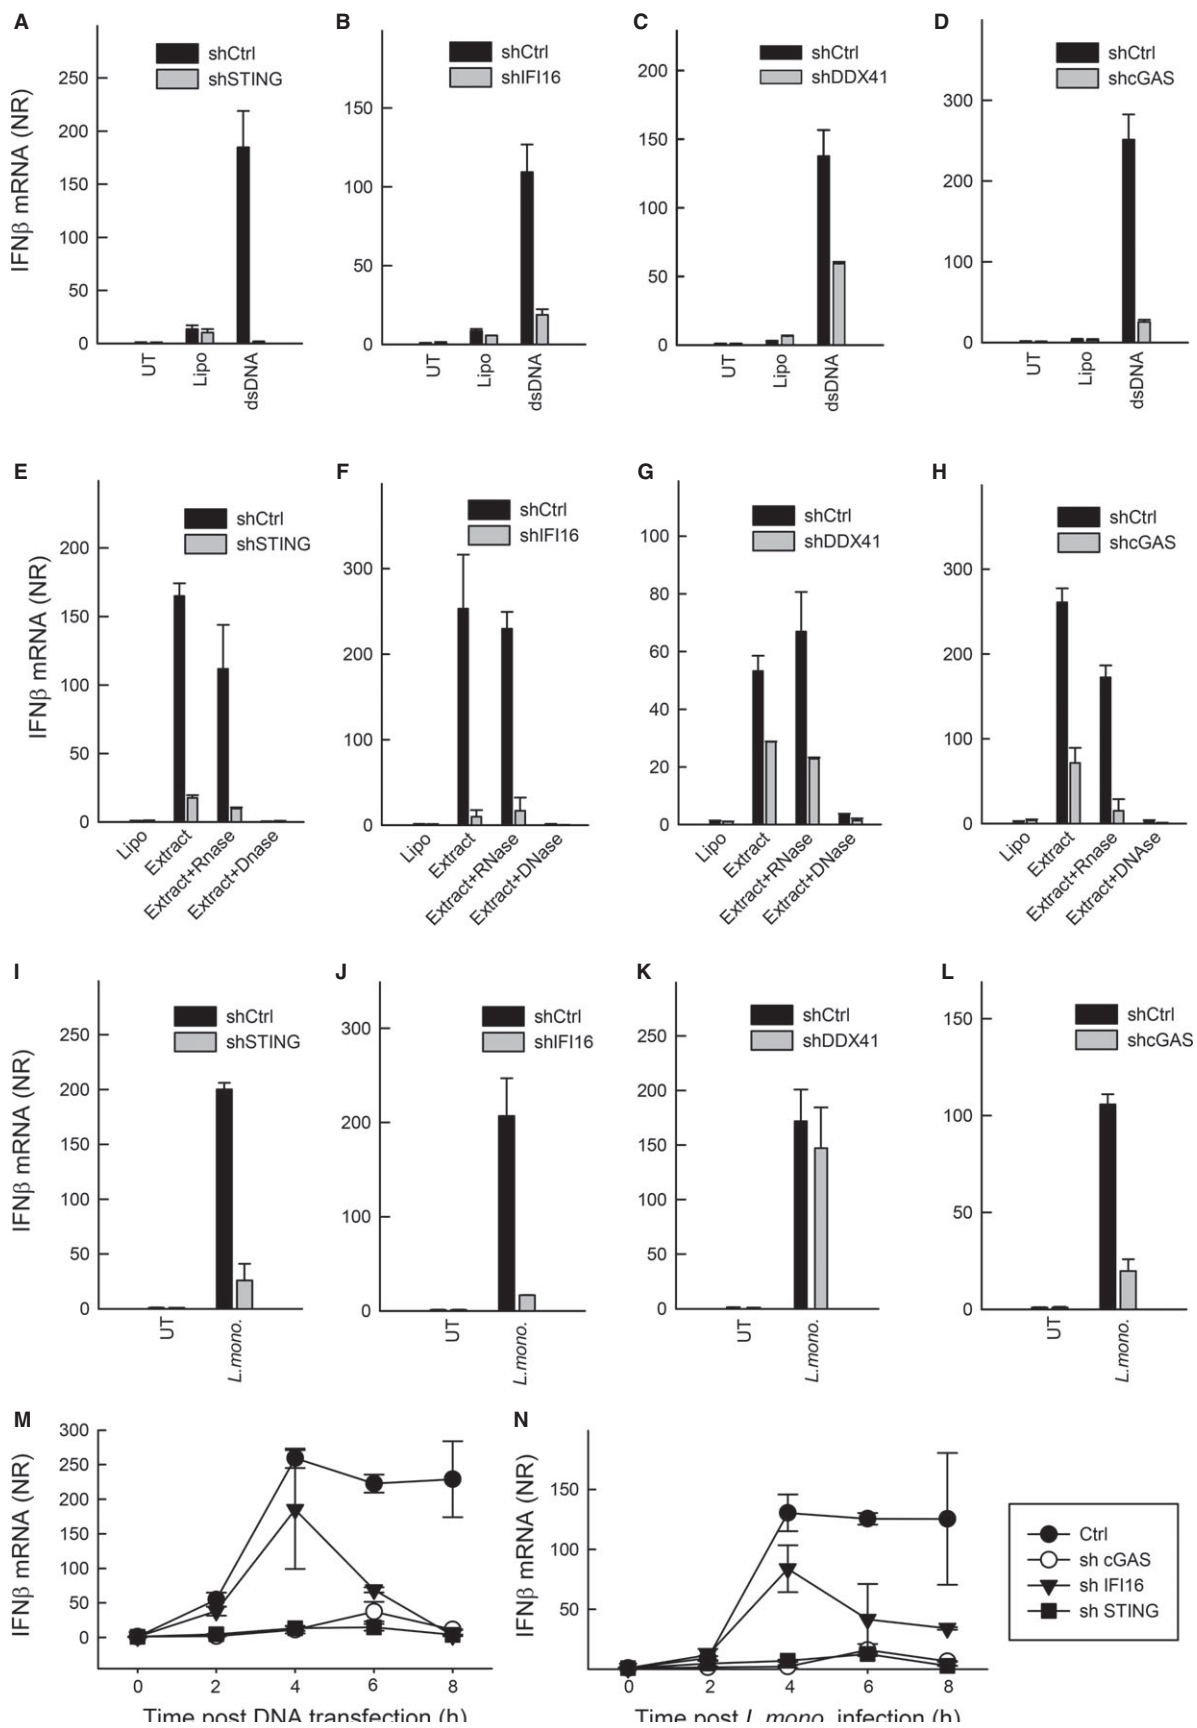 A
B
C
D
shCtrl
shSTING
shCtrl
shIFI16
shCtrl
shDDX41
shCtrl
shcGAS
IFNβ mRNA (NR)
250
200
150
100
50
0
150
100
50
0
200
150
100
50
0
300
200
100
0
UT
Lipo
dsDNA
UT
Lipo
dsDNA
UT
Lipo
dsDNA
UT
Lipo
dsDNA
E
F
G
H
shCtrl
shSTING
shCtrl
shIFI16
shCtrl
shDDX41
shCtrl
shcGAS
IFNβ mRNA (NR)
200
150
100
50
0
300
200
100
0
100
80
60
40
20
0
300
200
100
0
Lipo
Extract
Extract+Rnase
Extract+Dnase
Lipo
Extract
Extract+RNase
Extract+DNase
Lipo
Extract
Extract+RNase
Extract+DNase
Lipo
Extract
Extract+Rnase
Extract+DNAse
I
J
K
L
shCtrl
shSTING
shCtrl
shIFI16
shCtrl
shDDX41
shCtrl
shcGAS
IFNβ mRNA (NR)
250
200
150
100
50
0
300
200
100
0
250
200
150
100
50
0
150
100
50
0
UT
L.mono.
UT
L.mono.
UT
L.mono.
UT
L.mono.
M
IFNβ mRNA (NR)
300
250
200
150
100
50
0
0 2 4 6 8
Time post DNA transfection (h)
N
IFNβ mRNA (NR)
150
100
50
0 2 4 6 8
Time post L.mono. infection (h)
Ctrl
sh cGAS
sh IFI16
sh STING